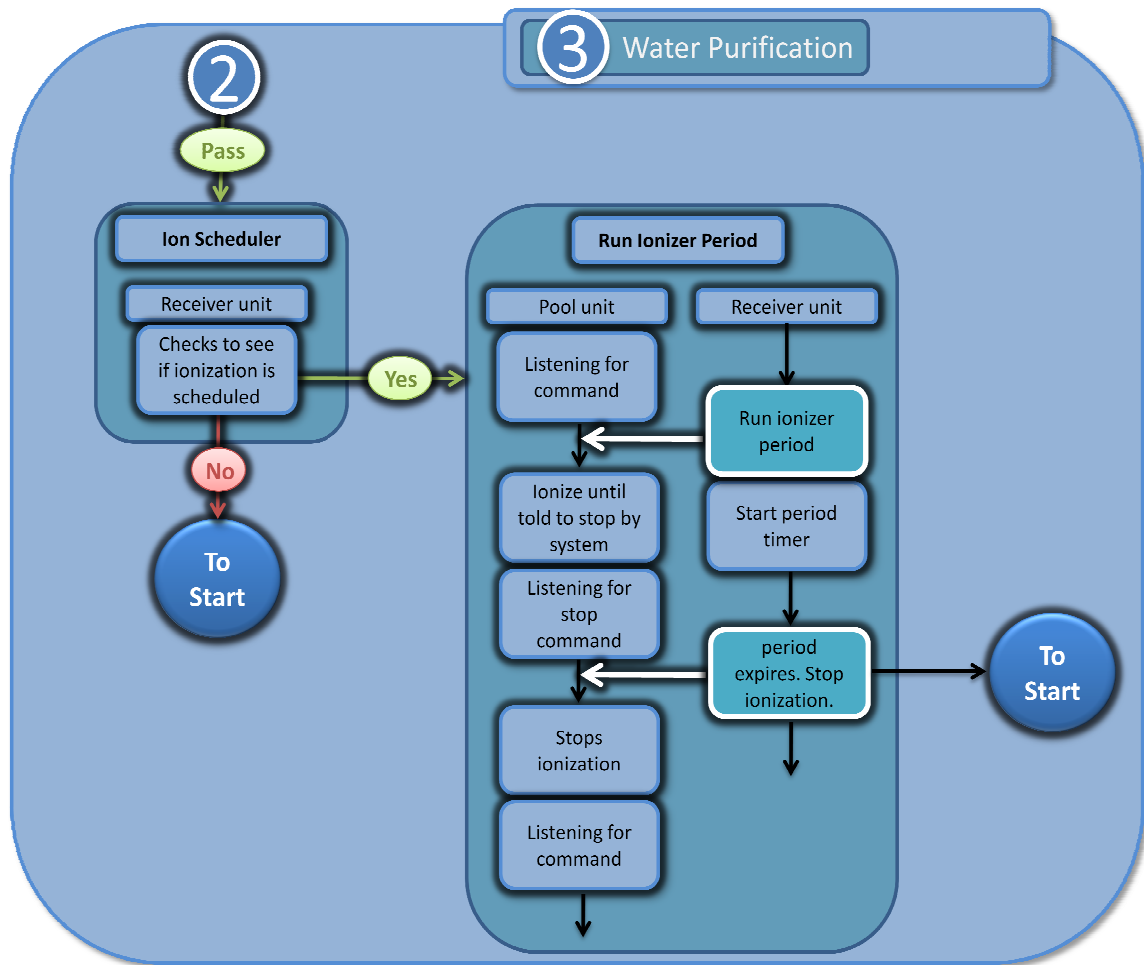 3 Water Purification
2
Pass
Ion Scheduler
Receiver unit
Checks to see
if ionization is
scheduled
Yes
No
To
Start
Run Ionizer Period
Pool unit
Listening for
command
Ionize until
told to stop by
system
Listening for
stop
command
Stops
ionization
Listening for
command
Receiver unit
Run ionizer
period
Start period
timer
period
expires. Stop
ionization.
To
Start